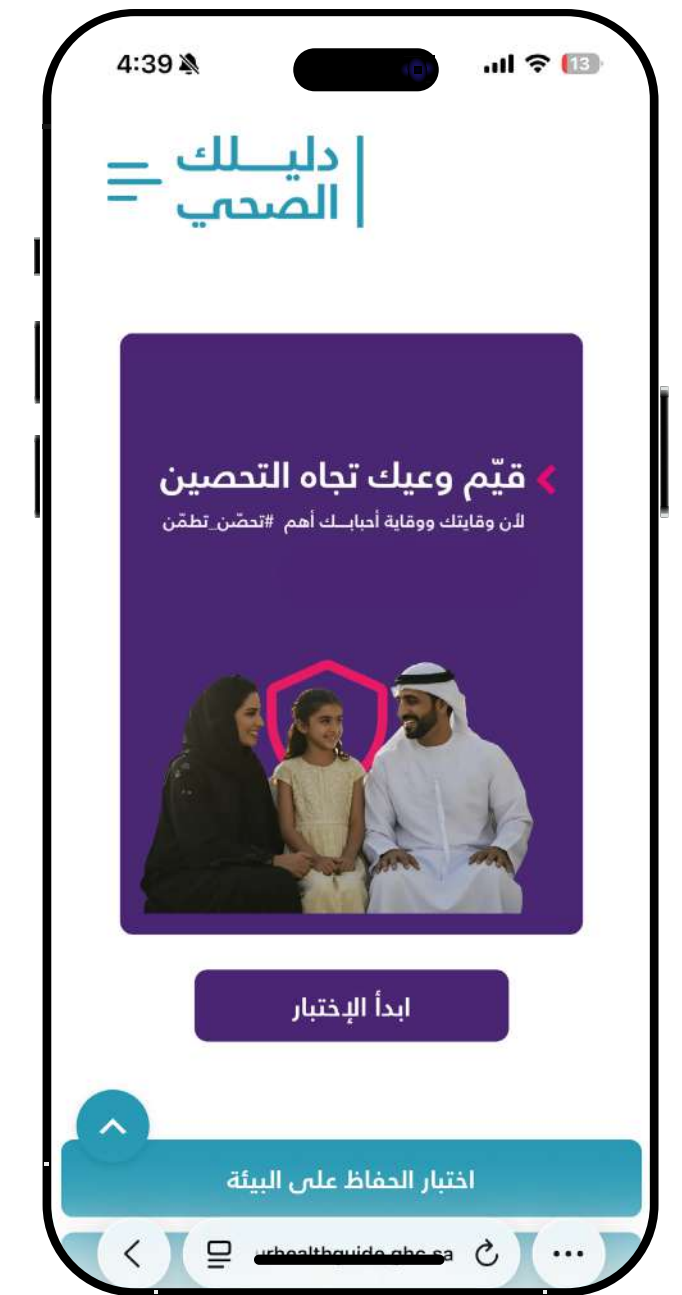 4:39
13
دليــــلك
الصحي
قيّم وعيك تجاه التحصين
لأن وقايتك ووقاية أحبابــك أهم #تحصّن_تطمّن
ابدأ الإختبار
اختبار الحفاظ على البيئة